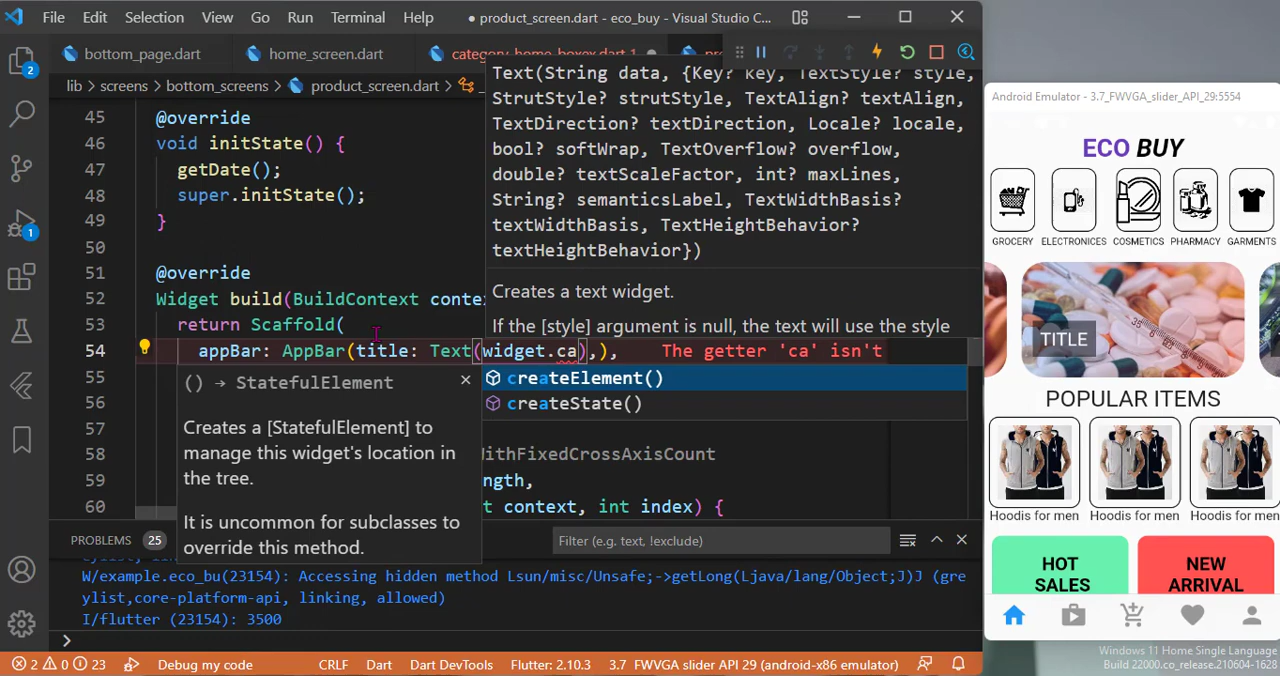 File Edit Selection View Go Run Terminal Help
● product_screen.dart - eco_buy - Visual Studio C...
bottom_page.dart home_screen.dart category_home_boxex.dart 1
lib > screens > bottom_screens > product_screen.dart >
Text(String data, {Key? key, TextStyle? style,
StrutStyle? strutStyle, TextAlign? textAlign,
TextDirection? textDirection, Locale? locale,
bool? softWrap, TextOverflow? overflow,
double? textScaleFactor, int? maxLines,
String? semanticsLabel, TextWidthBasis?
textWidthBasis, TextHeightBehavior?
textHeightBehavior})
Creates a text widget.
If the [style] argument is null, the text will use the style
45 @override
46 void initState() {
47 getDate();
48 super.initState();
49 }
50
51 @override
52 Widget build(BuildContext conte
53 return Scaffold(
54 appBar: AppBar(title: Text(widget.ca),), The getter 'ca' isn't
55
56
57
58 WithFixedCrossAxisCount
59 ngth,
60 t context, int index) {
createElement()
createState()
() → StatefulElement
Creates a [StatefulElement] to
manage this widget's location in
the tree.
It is uncommon for subclasses to
override this method.
PROBLEMS 25
Filter (e.g. text, !exclude)
W/example.eco_bu(23154): Accessing hidden method Lsun/misc/Unsafe;->getLong(Ljava/lang/Object;J)J (gre
ylist,core-platform-api, linking, allowed)
I/flutter (23154): 3500
>
2 0 23 Debug my code CRLF Dart Dart DevTools Flutter: 2.10.3 3.7 FWVGA slider API 29 (android-x86 emulator)
2
1
Android Emulator - 3.7_FWVGA_slider_API_29:5554
ECO BUY
GROCERY ELECTRONICES COSMETICS PHARMACY GARMENTS
TITLE
POPULAR ITEMS
Hoodis for men Hoodis for men Hoodis for men
HOT
SALES
NEW
ARRIVAL
Windows 11 Home Single Language
Build 22000.co_release.210604-1628